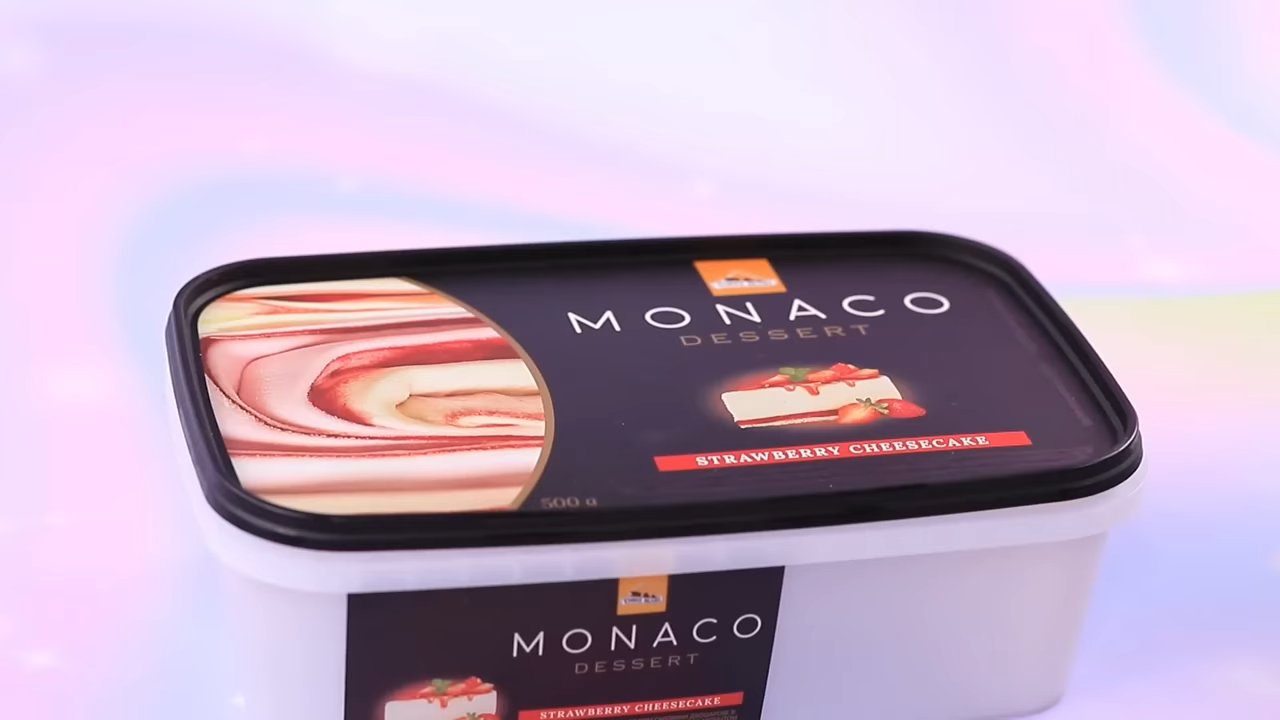 MONACO
DESSERT
STRAWBERRY CHEESECAKE
500 g
MONACO
DESSERT
STRAWBERRY CHEESECAKE